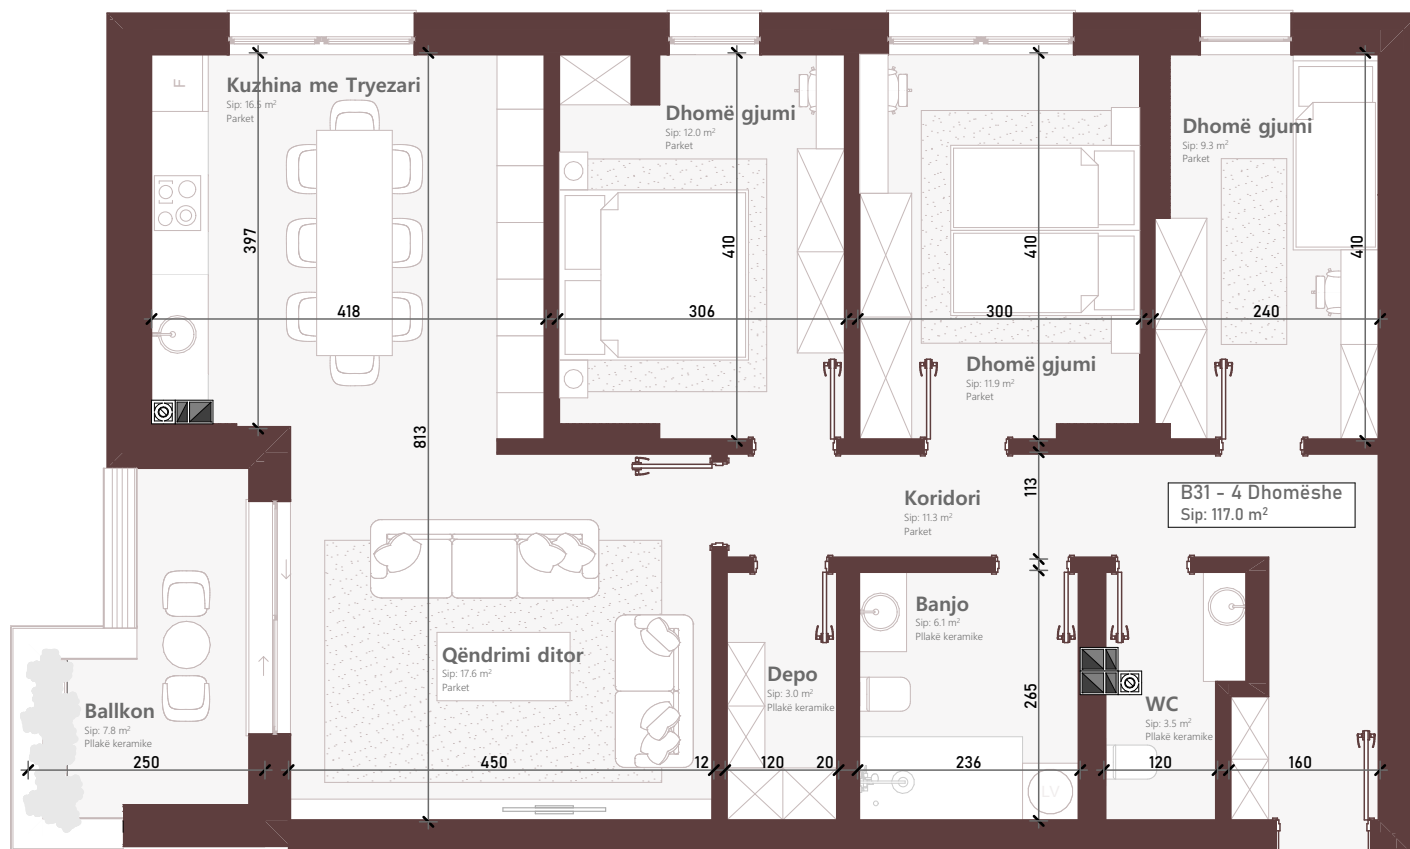 F
Kuzhina me Tryezari
Sip: 16.5 m²
Parket
Dhomë gjumi
Sip: 12.0 m²
Parket
Dhomë gjumi
Sip: 9.3 m²
Parket
397
410
410
410
418
306
300
240
Dhomë gjumi
Sip: 11.9 m²
Parket
813
113
Koridori
Sip: 11.3 m²
Parket
B31 - 4 Dhomëshe
Sip: 117.0 m²
Banjo
Sip: 6.1 m²
Pllakë keramike
Qëndrimi ditor
Sip: 17.6 m²
Parket
Depo
Sip: 3.0 m²
Pllakë keramike
265
WC
Sip: 3.5 m²
Pllakë keramike
Ballkon
Sip: 7.8 m²
Pllakë keramike
250
450
12
120
20
236
120
160
LV